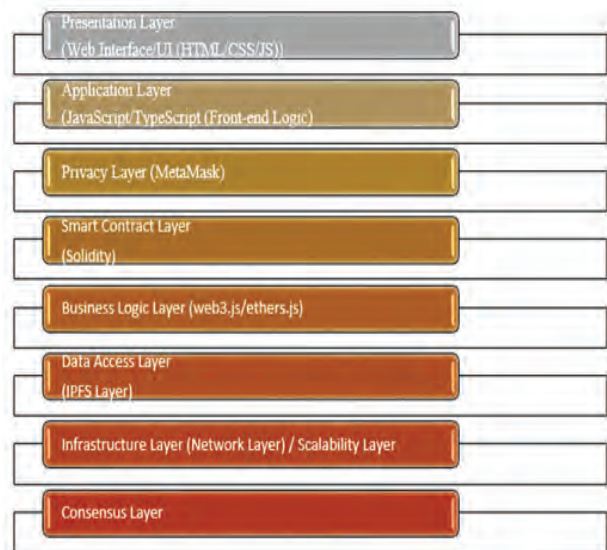 Presentation Layer
(Web Interface/UI (HTML/CSS/JS))
Application Layer
(JavaScript/TypeScript (Front-end Logic)
Privacy Layer (MetaMask)
Smart Contract Layer
(Solidity)
Business Logic Layer (web3.js/ethers.js)
Data Access Layer
(IPFS Layer)
Infrastructure Layer (Network Layer) / Scalability Layer
Consensus Layer